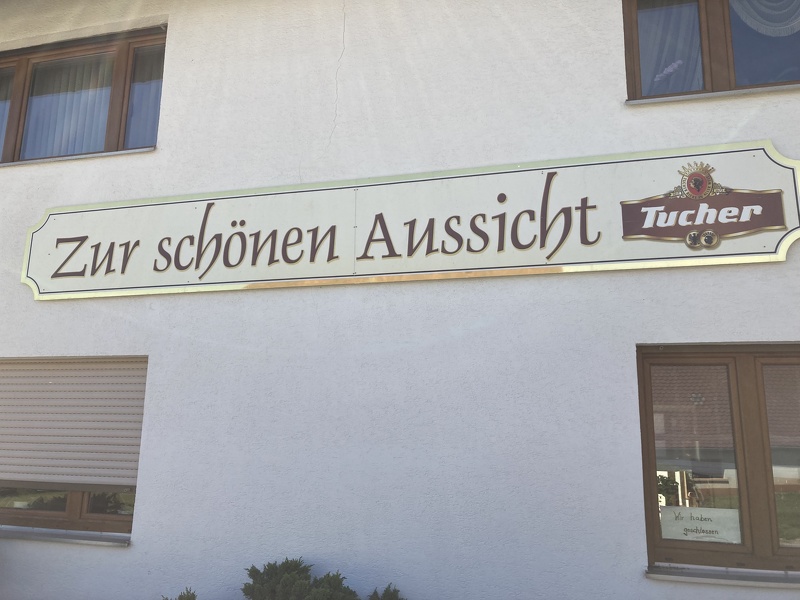 Zur schönen Aussicht
Tucher
Wir haben
geschlossen